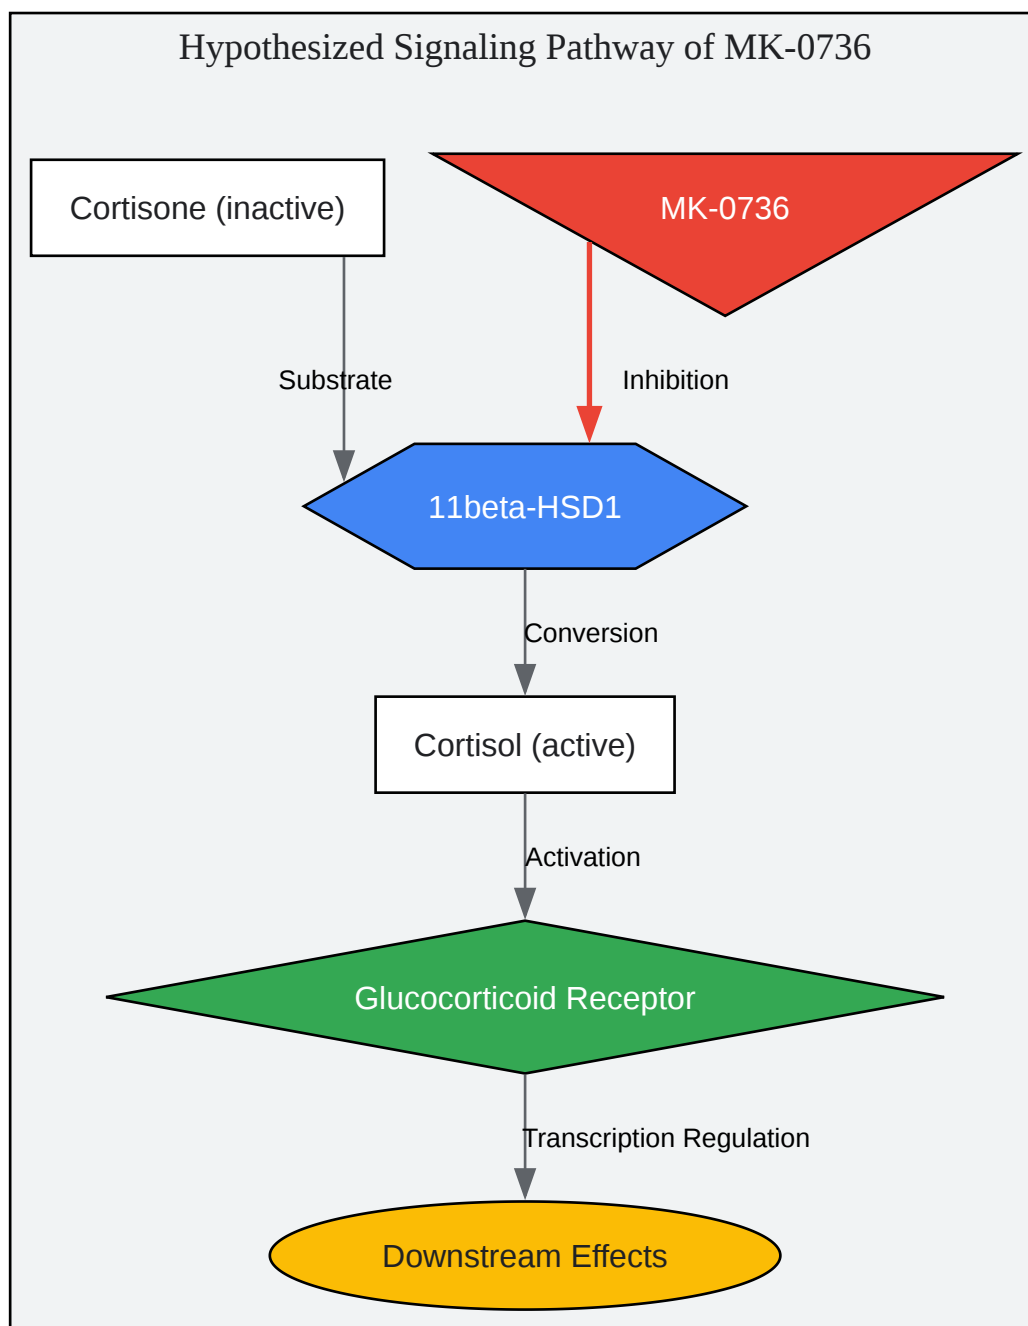 Hypothesized Signaling Pathway of MK-0736
Cortisone (inactive)
MK-0736
Substrate
Inhibition
11beta-HSD1
Conversion
Cortisol (active)
Activation
Glucocorticoid Receptor
Transcription Regulation
Downstream Effects